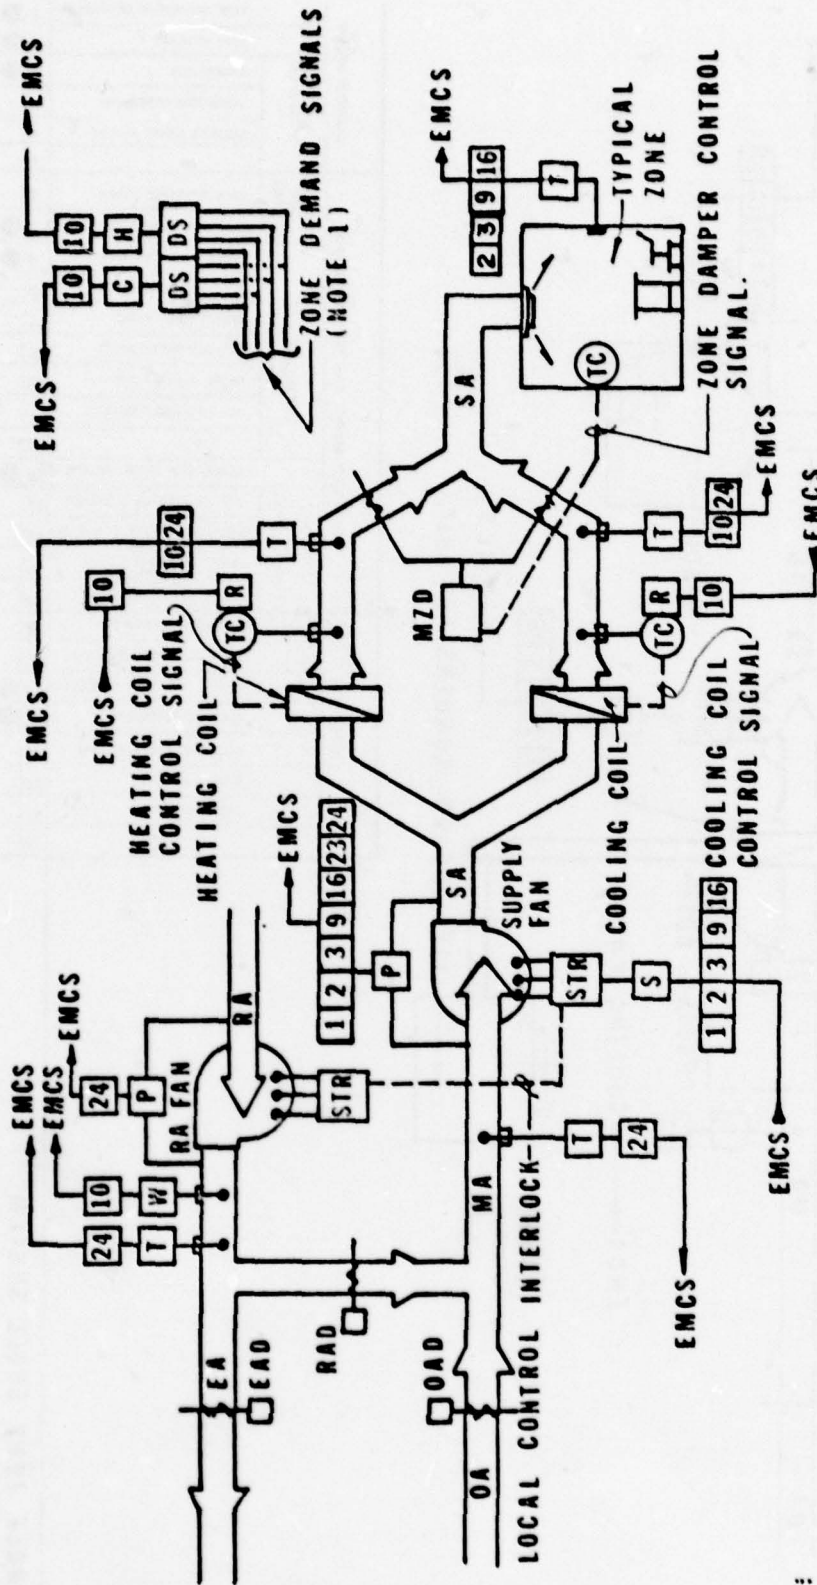 EMCS
EMCS
EMCS
24
T
10
W
24
P
RA FAN
RA
STR
EA
EAD
RAD
OAD
OA
MA
LOCAL CONTROL INTERLOCK
T
24
EMCS
EMCS
1 2 3 9 16 23 24
P
SA
SUPPLY
FAN
STR
S
1 2 3 9 16
EMCS
EMCS
EMCS
HEATING COIL
CONTROL SIGNAL
HEATING COIL
10
R
TC
10 24
T
COOLING COIL
COOLING COIL
CONTROL SIGNAL
TC
R
10
EMCS
T
10 24
EMCS
MZD
SA
EMCS
EMCS
10
10
C
H
DS
DS
ZONE DEMAND SIGNALS
(NOTE 1)
EMCS
2 3 9 16
T
TYPICAL
ZONE
TC
ZONE DAMPER CONTROL
SIGNAL.